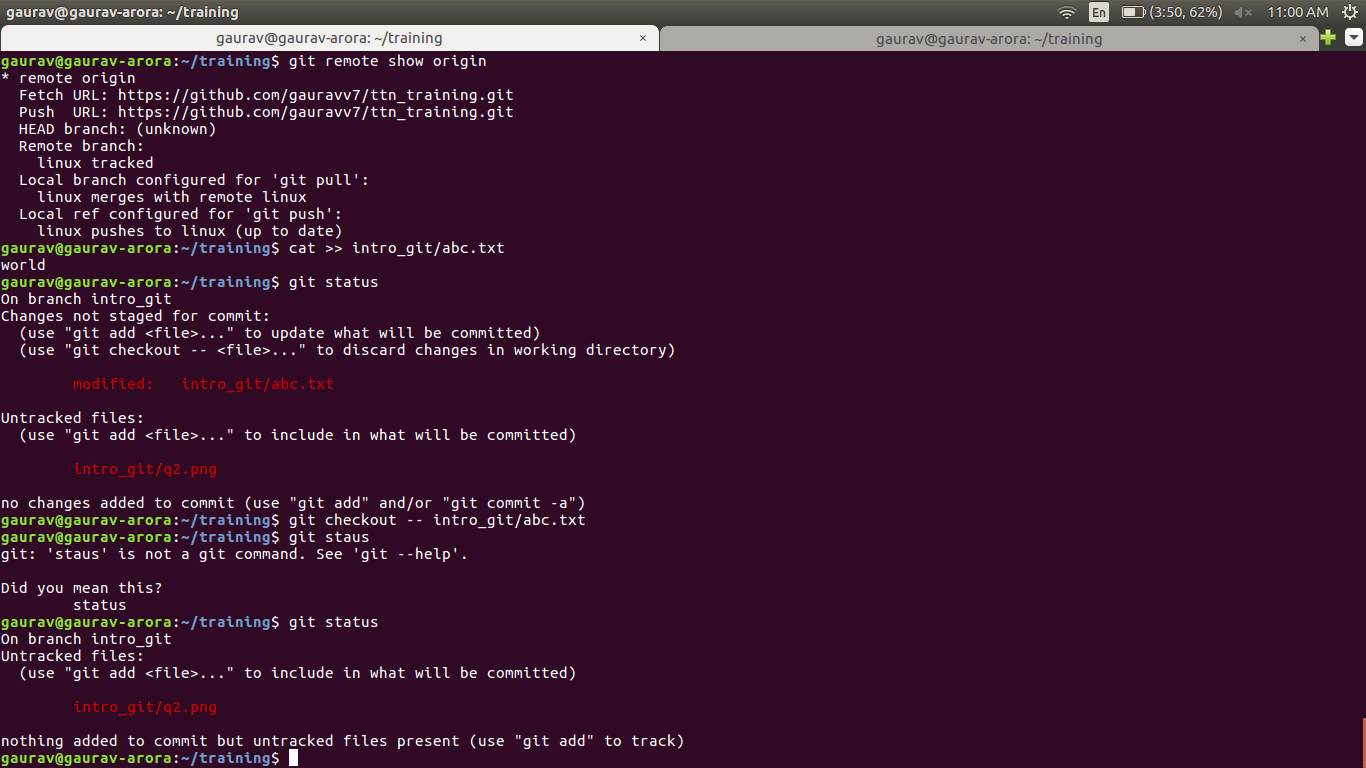 gaurav@gaurav-arora: ~/training
En
(3:50, 62%)
11:00 AM
gaurav@gaurav-arora: ~/training ×
gaurav@gaurav-arora: ~/training ×
gaurav@gaurav-arora:~/training$ git remote show origin
* remote origin
  Fetch URL: https://github.com/gauravv7/ttn_training.git
  Push  URL: https://github.com/gauravv7/ttn_training.git
  HEAD branch: (unknown)
  Remote branch:
    linux tracked
  Local branch configured for 'git pull':
    linux merges with remote linux
  Local ref configured for 'git push':
    linux pushes to linux (up to date)
gaurav@gaurav-arora:~/training$ cat >> intro_git/abc.txt
world
gaurav@gaurav-arora:~/training$ git status
On branch intro_git
Changes not staged for commit:
  (use "git add <file>..." to update what will be committed)
  (use "git checkout -- <file>..." to discard changes in working directory)
        modified:   intro_git/abc.txt
Untracked files:
  (use "git add <file>..." to include in what will be committed)
        intro_git/q2.png
no changes added to commit (use "git add" and/or "git commit -a")
gaurav@gaurav-arora:~/training$ git checkout -- intro_git/abc.txt
gaurav@gaurav-arora:~/training$ git staus
git: 'staus' is not a git command. See 'git --help'.
Did you mean this?
        status
gaurav@gaurav-arora:~/training$ git status
On branch intro_git
Untracked files:
  (use "git add <file>..." to include in what will be committed)
        intro_git/q2.png
nothing added to commit but untracked files present (use "git add" to track)
gaurav@gaurav-arora:~/training$